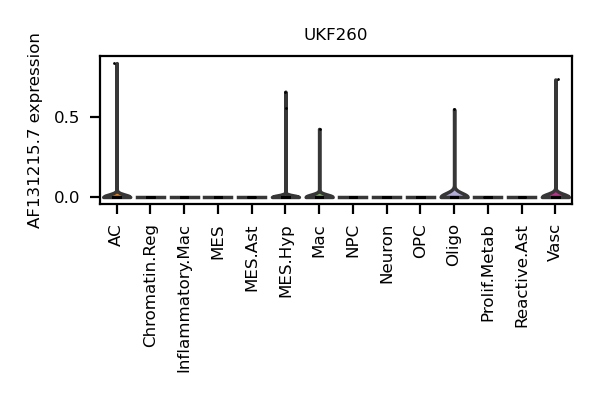 UKF260
AF131215.7 expression
0.5
0.0
AC
Chromatin.Reg
Inflammatory.Mac
MES
MES.Ast
MES.Hyp
Mac
NPC
Neuron
OPC
Oligo
Prolif.Metab
Reactive.Ast
Vasc